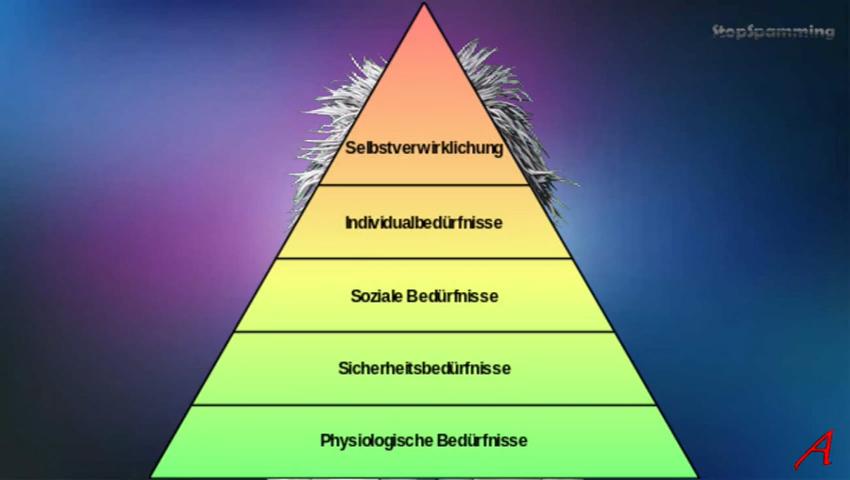 StopSpamming
Selbstverwirklichung
Individualbedürfnisse
Soziale Bedürfnisse
Sicherheitsbedürfnisse
Physiologische Bedürfnisse
A